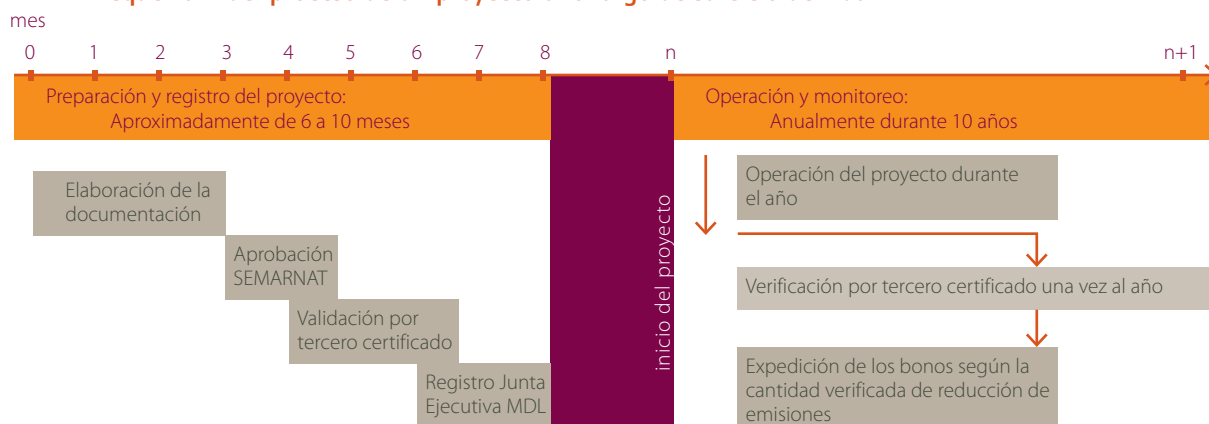 mes
0 1 2 3 4 5 6 7 8 n n+1
Preparación y registro del proyecto:
Aproximadamente de 6 a 10 meses
Operación y monitoreo:
Anualmente durante 10 años
Elaboración de la
documentación
Aprobación
SEMARNAT
Validación por
tercero certificado
Registro Junta
Ejecutiva MDL
inicio del proyecto
Operación del proyecto durante
el año
Verificación por tercero certificado una vez al año
Expedición de los bonos según la
cantidad verificada de reducción de
emisiones